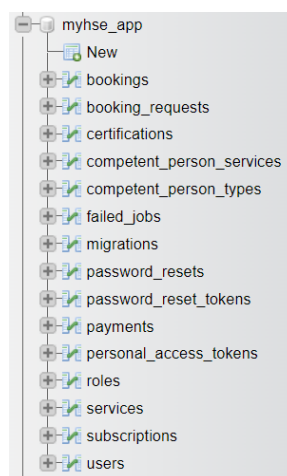 myhse_app
New
bookings
booking_requests
certifications
competent_person_services
competent_person_types
failed_jobs
migrations
password_resets
password_reset_tokens
payments
personal_access_tokens
roles
services
subscriptions
users